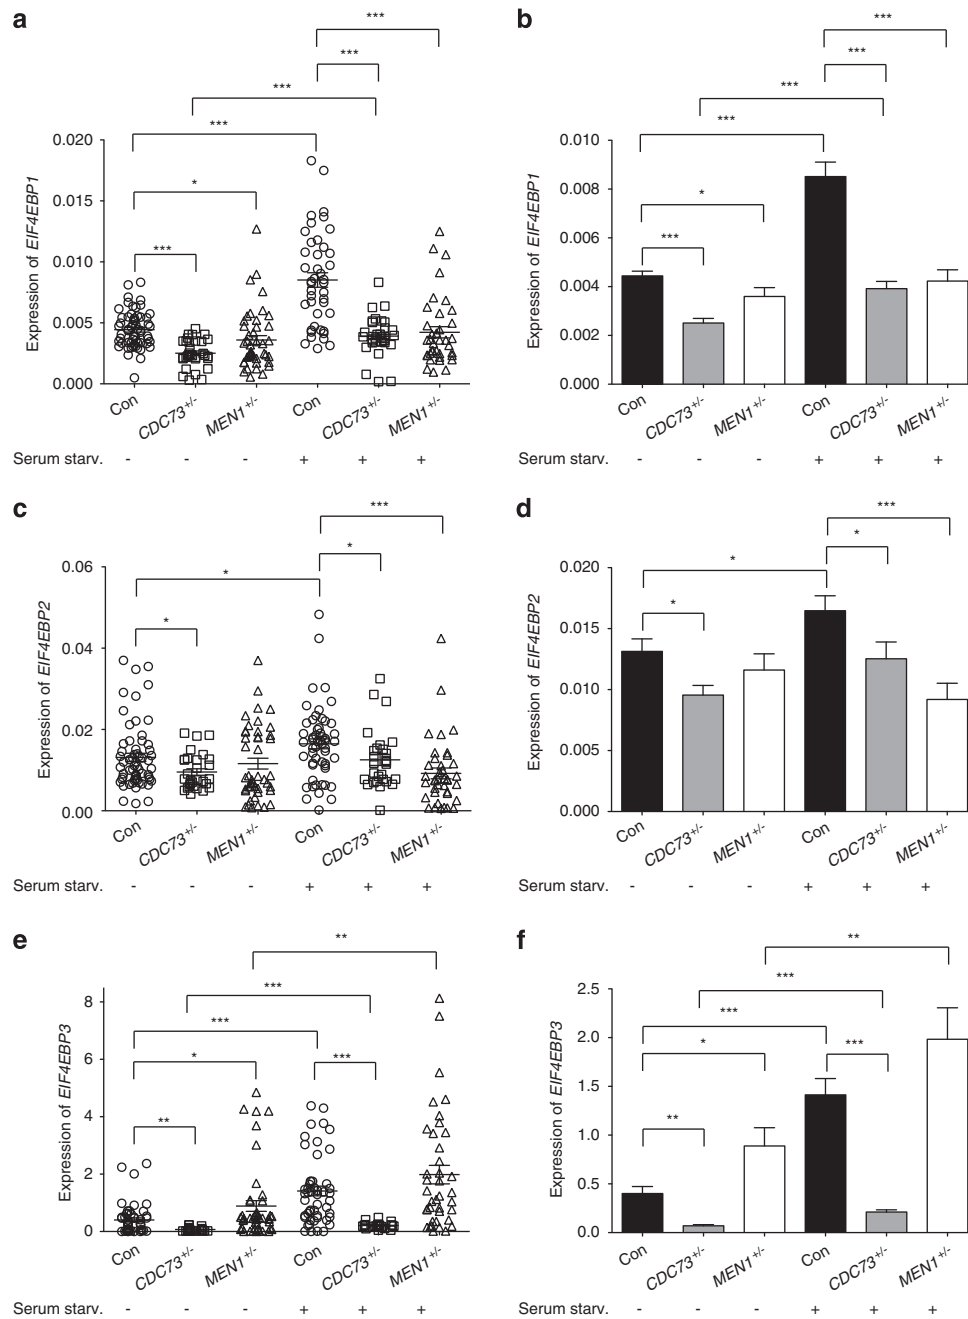 a
b
*** ***
*** ***
*** ***
*** ***
* *
*** ***
Expression of EIF4EBP1
0.020
0.015
0.010
0.005
0.000
Con CDC73+/- MEN1+/- Con CDC73+/- MEN1+/-
Serum starv. - - - + + +
Expression of EIF4EBP1
0.010
0.008
0.006
0.004
0.002
0.000
Con CDC73+/- MEN1+/- Con CDC73+/- MEN1+/-
Serum starv. - - - + + +
c
d
*** ***
* *
* *
* *
Expression of EIF4EBP2
0.06
0.04
0.02
0.00
Con CDC73+/- MEN1+/- Con CDC73+/- MEN1+/-
Serum starv. - - - + + +
Expression of EIF4EBP2
0.020
0.015
0.010
0.005
0.000
Con CDC73+/- MEN1+/- Con CDC73+/- MEN1+/-
Serum starv. - - - + + +
e
f
** **
*** ***
*** ***
* ***
* ***
** **
Expression of EIF4EBP3
8
6
4
2
0
Con CDC73+/- MEN1+/- Con CDC73+/- MEN1+/-
Serum starv. - - - + + +
Expression of EIF4EBP3
2.5
2.0
1.5
1.0
0.5
0.0
Con CDC73+/- MEN1+/- Con CDC73+/- MEN1+/-
Serum starv. - - - + + +